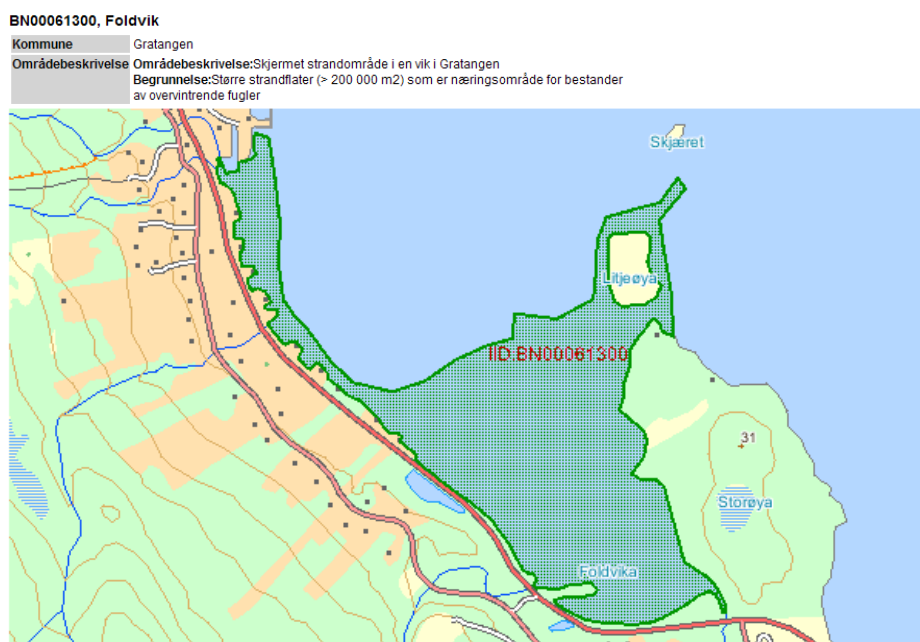 BN00061300, Foldvik
Kommune Gratangen
Områdebeskrivelse Områdebeskrivelse:Skjermet strandområde i en vik i Gratangen
Begrunnelse:Større strandflater (> 200 000 m2) som er næringsområde for bestander
av overvintrende fugler
Skjæret
Litjeøya
IID:BN00061300
31
Storøya
Foldvika